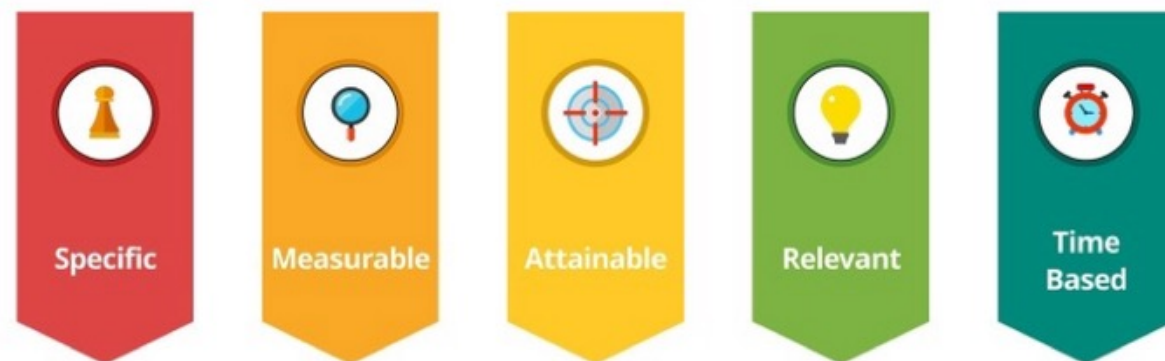 Specific
Measurable
Attainable
Relevant
Time
Based